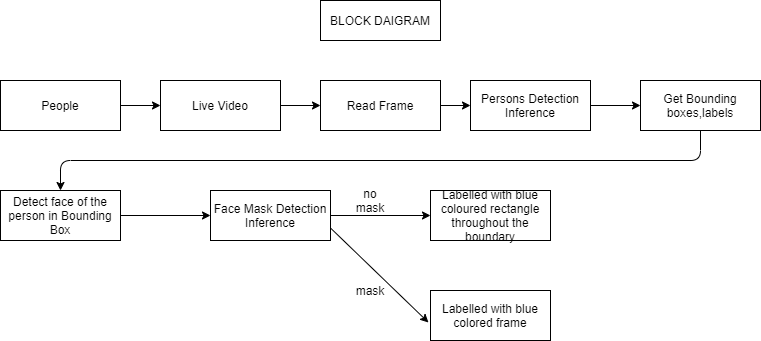 BLOCK DAIGRAM
People
Live Video
Read Frame
Persons Detection
Inference
Get Bounding
boxes,labels
Detect face of the
person in Bounding
Box
Face Mask Detection
Inference
no
mask
Labelled with blue
coloured rectangle
throughout the
boundary
mask
Labelled with blue
colored frame